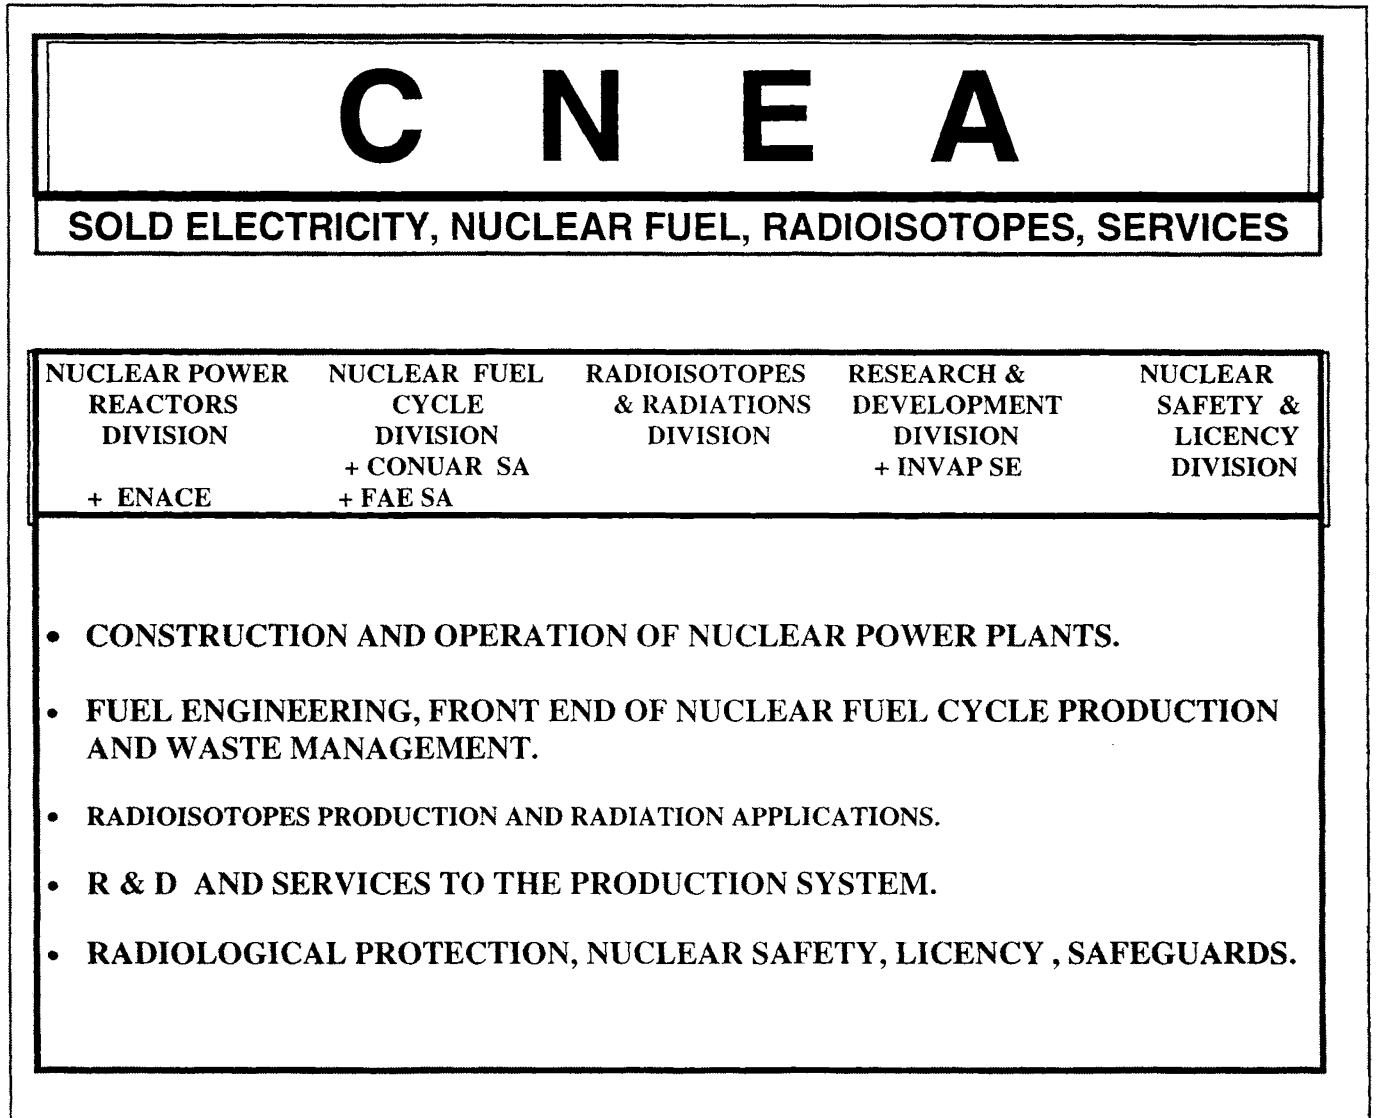 C N E A
SOLD ELECTRICITY, NUCLEAR FUEL, RADIOISOTOPES, SERVICES
NUCLEAR POWER
REACTORS
DIVISION
+ ENACE
NUCLEAR FUEL
CYCLE
DIVISION
+ CONUAR SA
+ FAE SA
RADIOISOTOPES
& RADIATIONS
DIVISION
RESEARCH &
DEVELOPMENT
DIVISION
+ INVAP SE
NUCLEAR
SAFETY &
LICENCY
DIVISION
• CONSTRUCTION AND OPERATION OF NUCLEAR POWER PLANTS.
• FUEL ENGINEERING, FRONT END OF NUCLEAR FUEL CYCLE PRODUCTION
AND WASTE MANAGEMENT.
• RADIOISOTOPES PRODUCTION AND RADIATION APPLICATIONS.
• R & D AND SERVICES TO THE PRODUCTION SYSTEM.
• RADIOLOGICAL PROTECTION, NUCLEAR SAFETY, LICENCY , SAFEGUARDS.